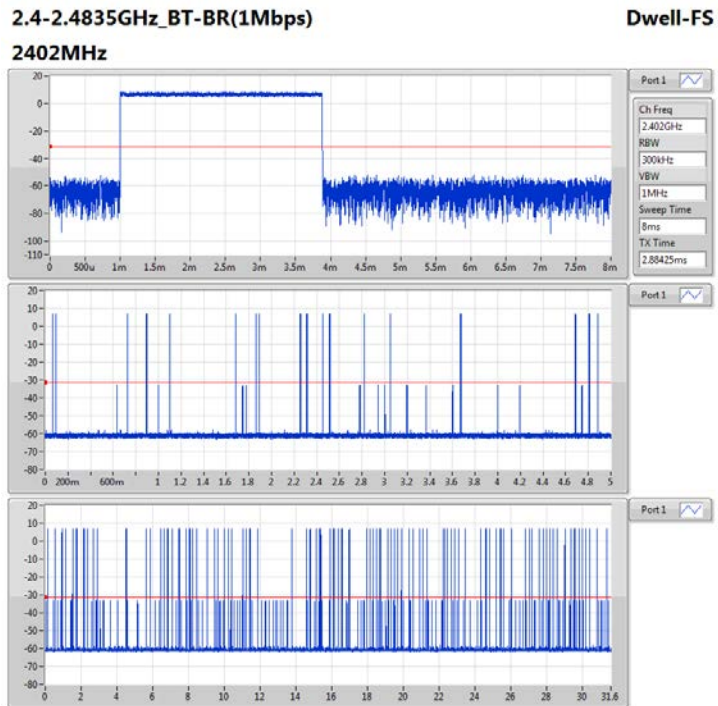 2.4-2.4835GHz_BT-BR(1Mbps) Dwell-FS
2402MHz
20
0
-20
-40
-60
-80
-100
-110
0 500u 1m 1.5m 2m 2.5m 3m 3.5m 4m 4.5m 5m 5.5m 6m 6.5m 7m 7.5m 8m
Port 1
Ch Freq
2.402GHz
RBW
300kHz
VBW
1MHz
Sweep Time
8ms
TX Time
2.88425ms
20
10
0
-10
-20
-30
-40
-50
-60
-70
-80
0 200m 600m 1 1.2 1.4 1.6 1.8 2 2.2 2.4 2.6 2.8 3 3.2 3.4 3.6 3.8 4 4.2 4.4 4.6 4.8 5
Port 1
20
10
0
-10
-20
-30
-40
-50
-60
-70
-80
0 2 4 6 8 10 12 14 16 18 20 22 24 26 28 30 31.6
Port 1